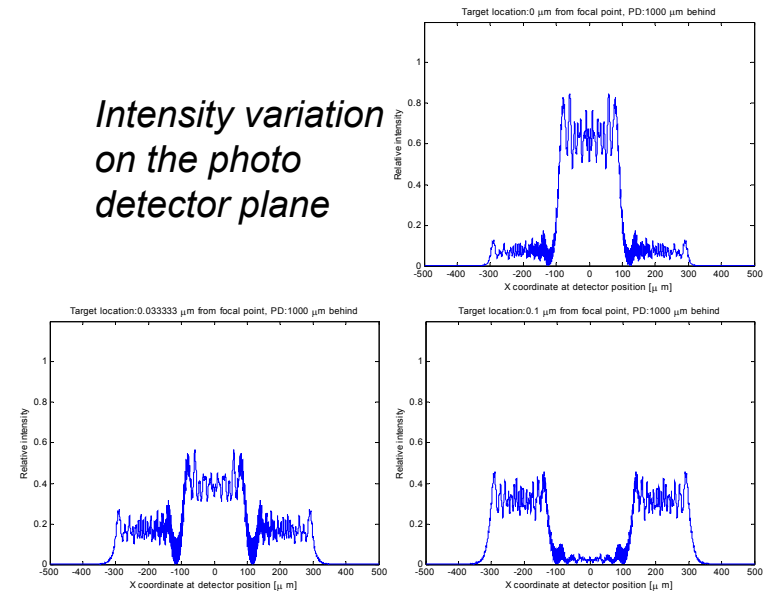 Intensity variation
on the photo
detector plane
Target location:0 μm from focal point, PD:1000 μm behind
Relative intensity
1
0.8
0.6
0.4
0.2
0
-500 -400 -300 -200 -100 0 100 200 300 400 500
X coordinate at detector position [μ m]
Target location:0.033333 μm from focal point, PD:1000 μm behind
Relative intensity
1
0.8
0.6
0.4
0.2
0
-500 -400 -300 -200 -100 0 100 200 300 400 500
X coordinate at detector position [μ m]
Target location:0.1 μm from focal point, PD:1000 μm behind
Relative intensity
1
0.8
0.6
0.4
0.2
0
-500 -400 -300 -200 -100 0 100 200 300 400 500
X coordinate at detector position [μ m]